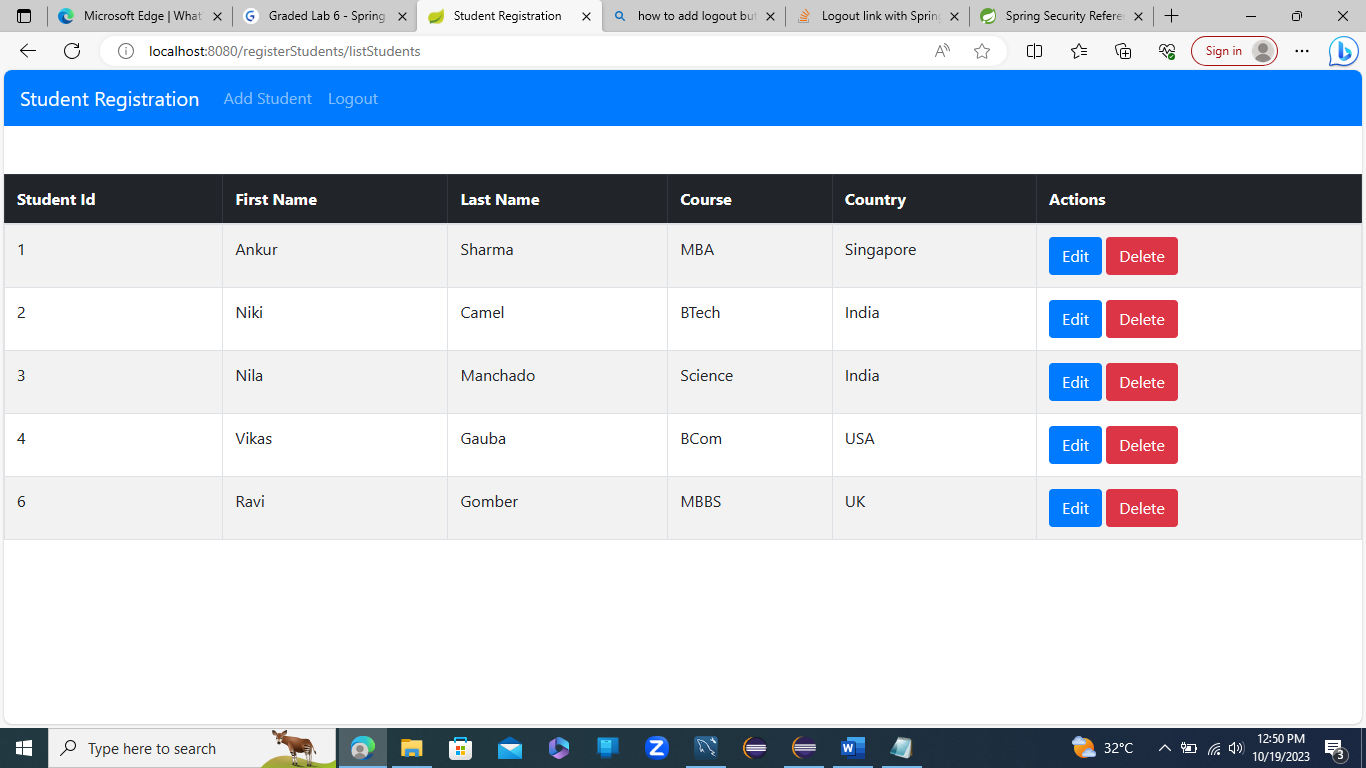 Microsoft Edge | What' Graded Lab 6 - Spring Student Registration how to add logout but Logout link with Spring Spring Security Refere
localhost:8080/registerStudents/listStudents Sign in
Student Registration Add Student Logout
Student Id First Name Last Name Course Country Actions
1 Ankur Sharma MBA Singapore Edit Delete
2 Niki Camel BTech India Edit Delete
3 Nila Manchado Science India Edit Delete
4 Vikas Gauba BCom USA Edit Delete
6 Ravi Gomber MBBS UK Edit Delete
Type here to search 32°C 12:50 PM
10/19/2023 3